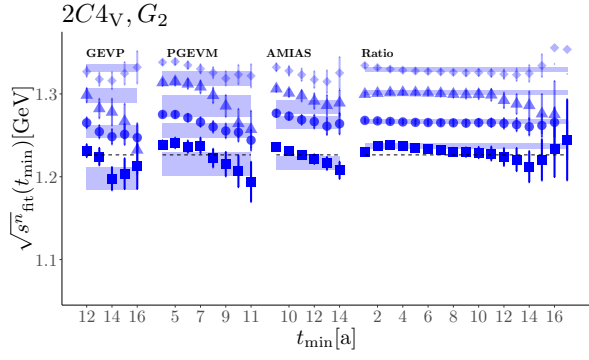 2C4_V, G_2
GEVP PGEVM AMIAS Ratio
√s^n_fit(t_min)[GeV]
1.3
1.2
1.1
12 14 16 5 7 9 11 10 12 14 2 4 6 8 10 12 14 16
t_min[a]